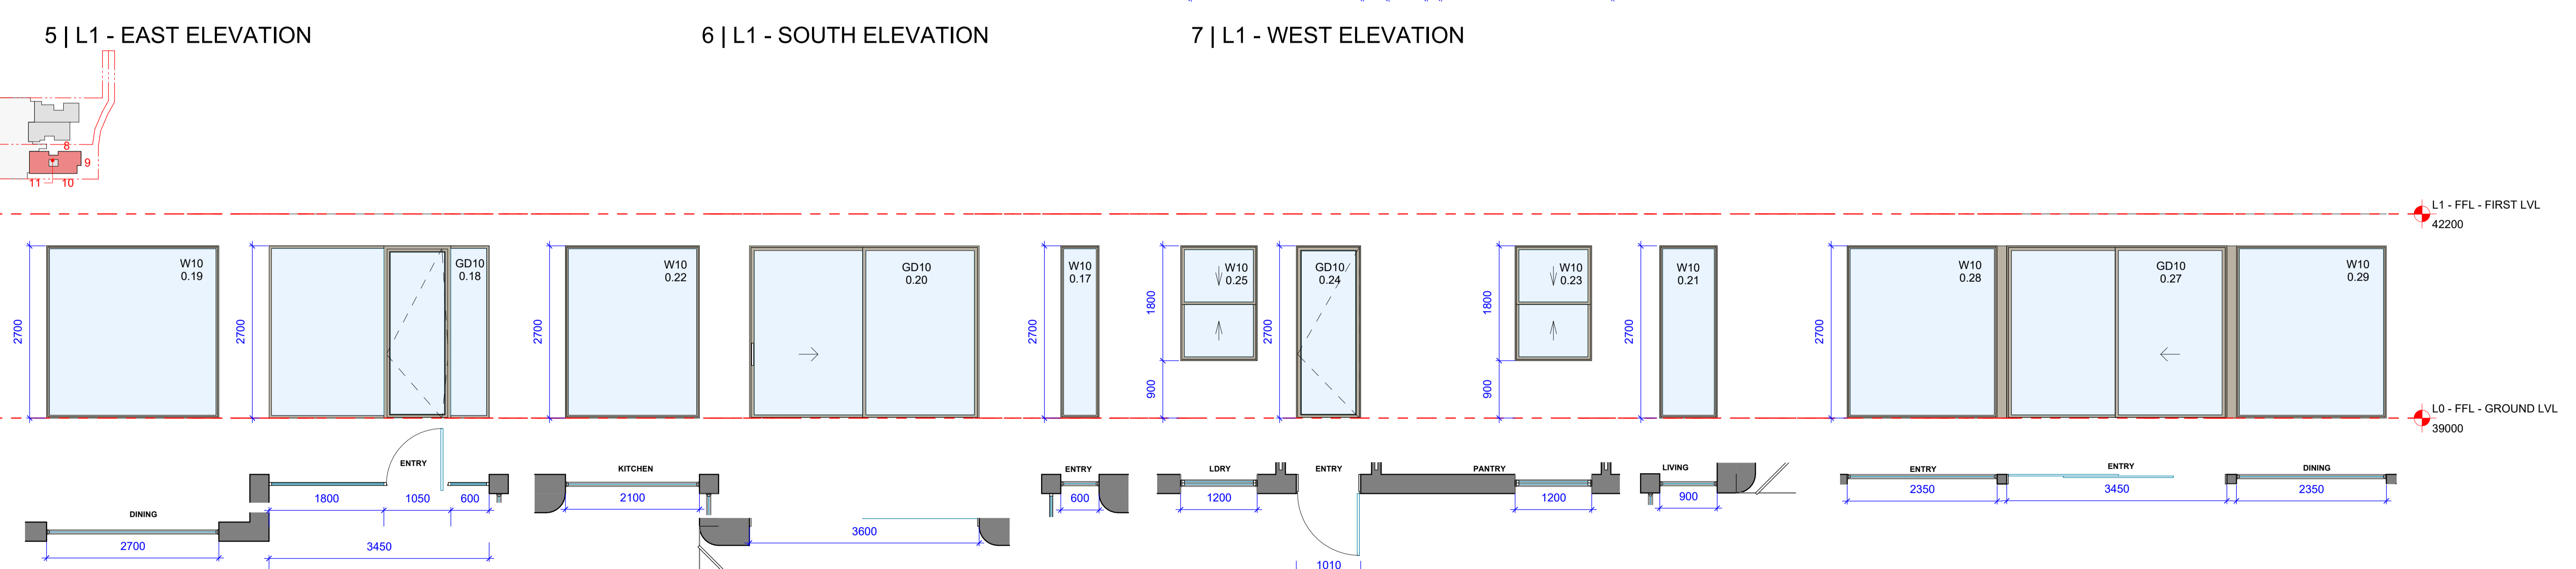 5 | L1 - EAST ELEVATION
6 | L1 - SOUTH ELEVATION
7 | L1 - WEST ELEVATION
8
9
11
10
L1 - FFL - FIRST LVL
42200
2700
W10
0.19
2700
GD10
0.18
2700
W10
0.22
GD10
0.20
2700
W10
0.17
1800
900
W10
0.25
2700
GD10
0.24
1800
900
W10
0.23
2700
W10
0.21
2700
W10
0.28
GD10
0.27
W10
0.29
L0 - FFL - GROUND LVL
39000
DINING
2700
ENTRY
1800
1050
600
3450
KITCHEN
2100
3600
ENTRY
600
LDRY
1200
ENTRY
1010
PANTRY
1200
LIVING
900
ENTRY
2350
ENTRY
3450
DINING
2350